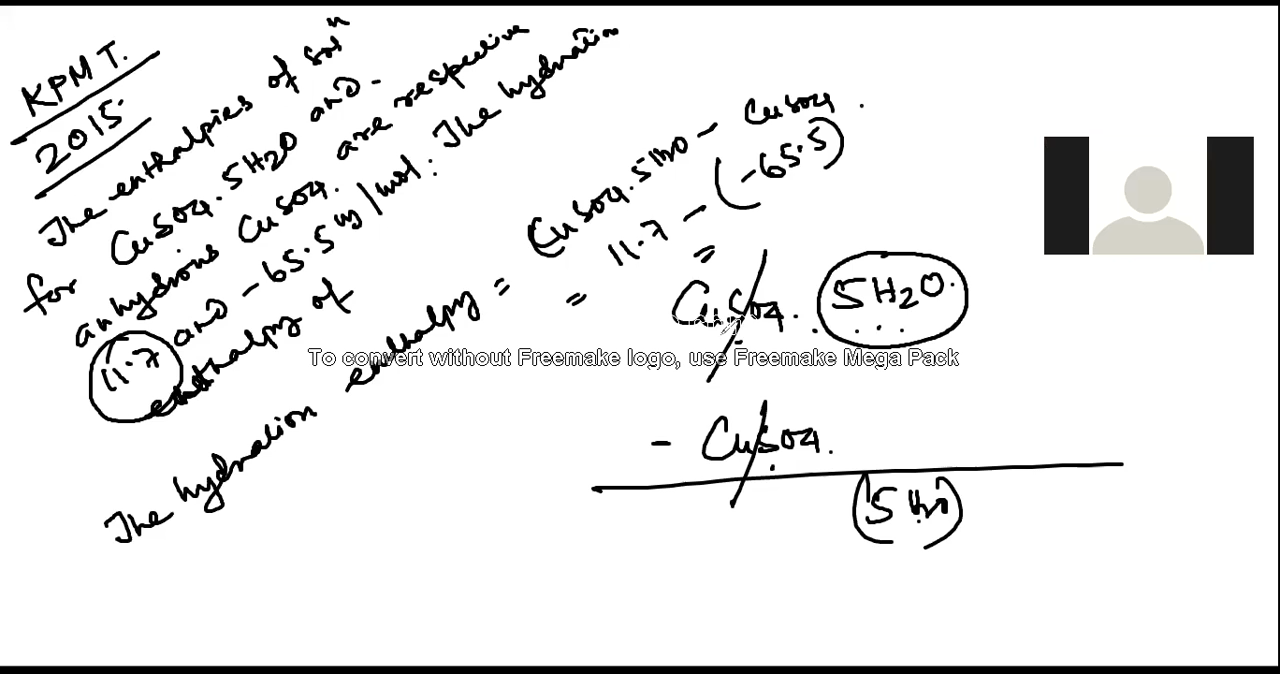 KPMT.
2015.
The enthalpies of solⁿ
for CuSO4.5H2O and
anhydrous CuSO4. are respective
11.7 and -65.5 kJ/mol. The hydration
enthalpy of
The hydration enthalpy = CuSO4.5H2O - CuSO4.
= 11.7 - (-65.5)
=
CuSO4. 5H2O.
- CuSO4.
(5H2O)
To convert without Freemake logo, use Freemake Mega Pack